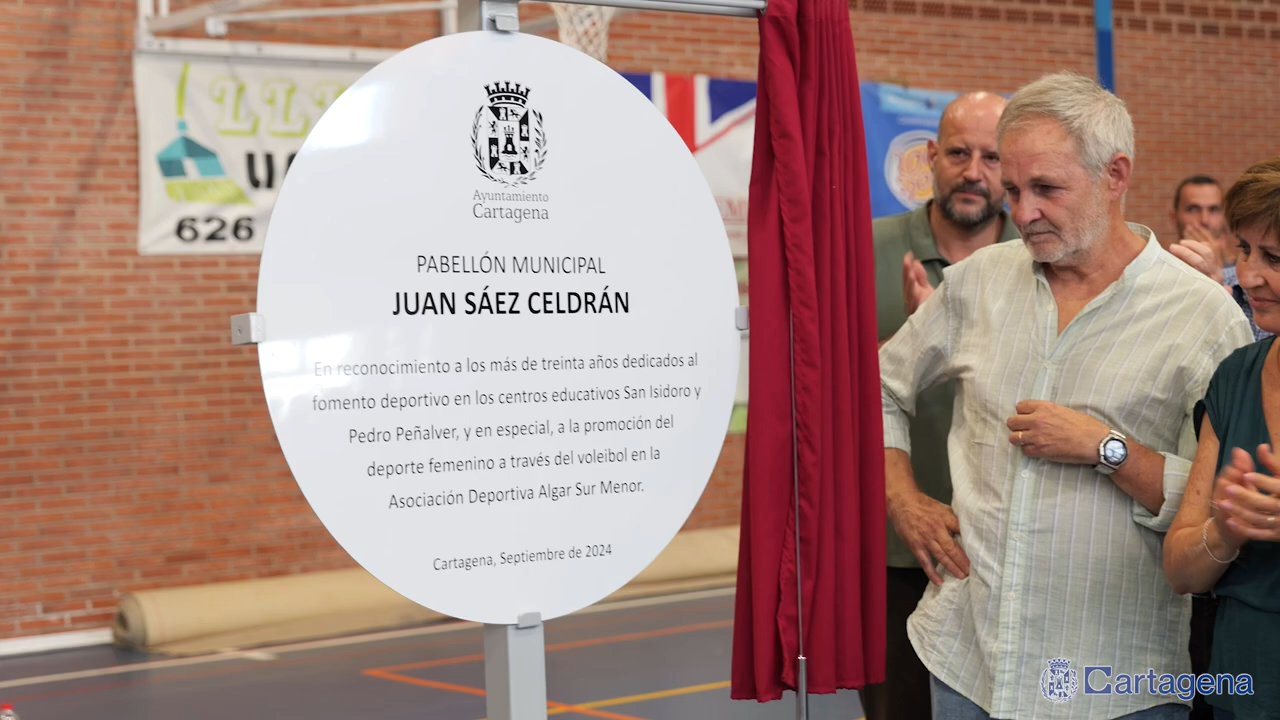 Ayuntamiento
Cartagena
PABELLÓN MUNICIPAL
JUAN SÁEZ CELDRÁN
En reconocimiento a los más de treinta años dedicados al
fomento deportivo en los centros educativos San Isidoro y
Pedro Peñalver, y en especial, a la promoción del
deporte femenino a través del voleibol en la
Asociación Deportiva Algar Sur Menor.
Cartagena, Septiembre de 2024
626
Cartagena